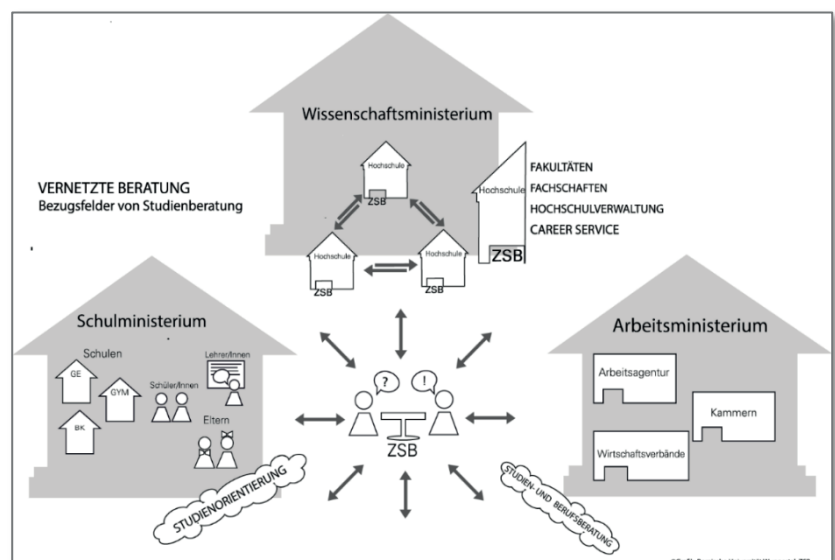 Wissenschaftsministerium
VERNETZTE BERATUNG
Bezugsfelder von Studienberatung
Hochschule
ZSB
Hochschule
ZSB
Hochschule
ZSB
Hochschule
ZSB
FAKULTÄTEN
FACHSCHAFTEN
HOCHSCHULVERWALTUNG
CAREER SERVICE
Schulministerium
Schulen
GE
GYM
BK
Schüler/Innen
Lehrer/Innen
Eltern
STUDIENORIENTIERUNG
?
!
ZSB
Arbeitsministerium
Arbeitsagentur
Kammern
Wirtschaftsverbände
STUDIEN- UND BERUFSBERATUNG